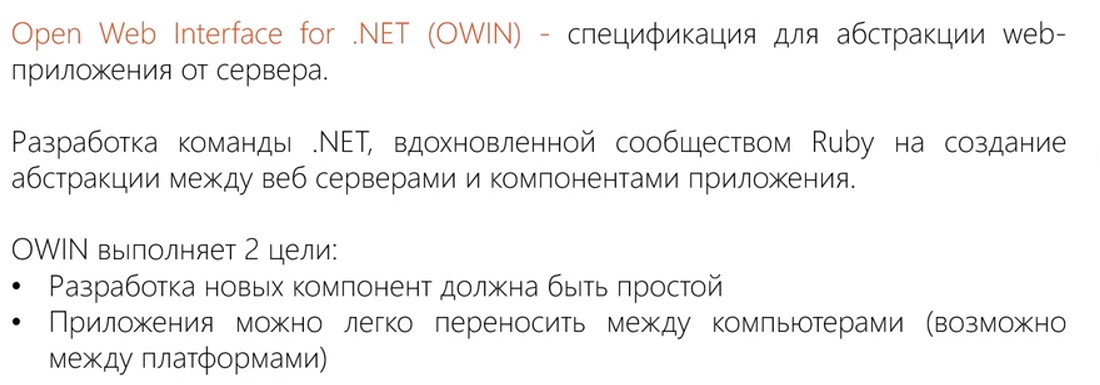 Open Web Interface for .NET (OWIN) - спецификация для абстракции web-
приложения от сервера.
Разработка команды .NET, вдохновленной сообществом Ruby на создание
абстракции между веб серверами и компонентами приложения.
OWIN выполняет 2 цели:
• Разработка новых компонент должна быть простой
• Приложения можно легко переносить между компьютерами (возможно
между платформами)